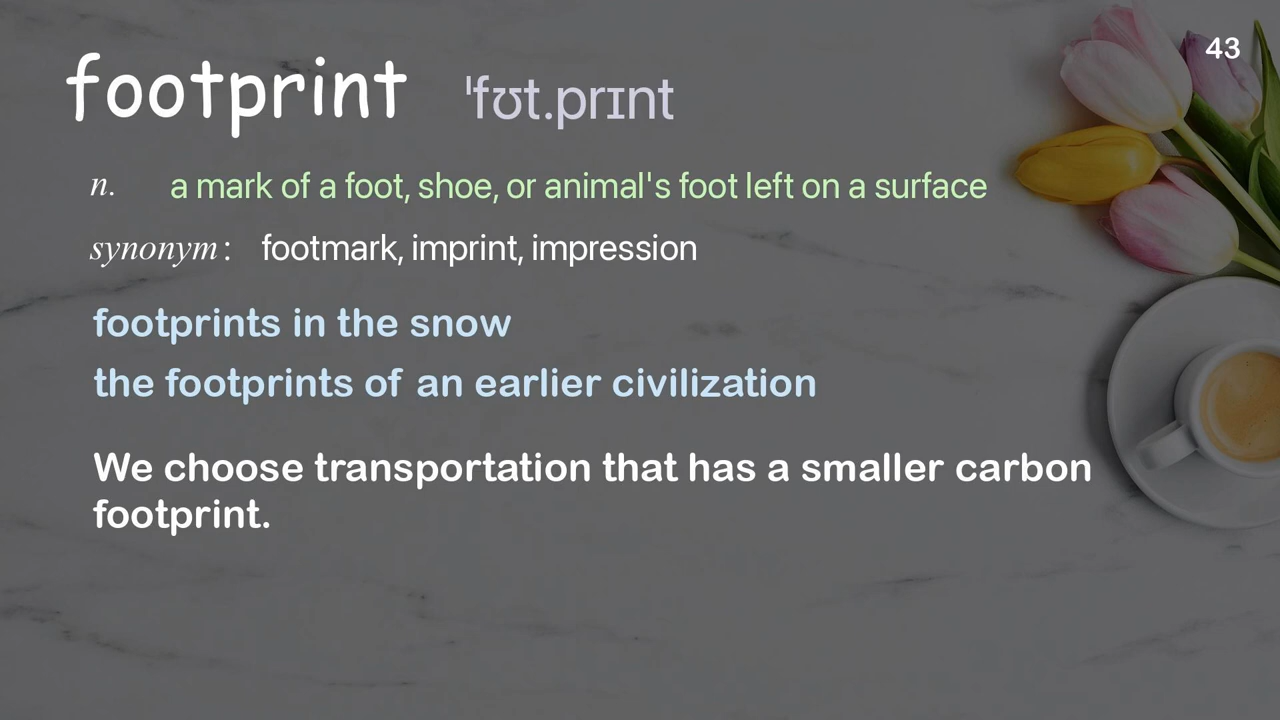 43
footprint ˈfʊt.prɪnt
n. a mark of a foot, shoe, or animal's foot left on a surface
synonym: footmark, imprint, impression
footprints in the snow
the footprints of an earlier civilization
We choose transportation that has a smaller carbon
footprint.